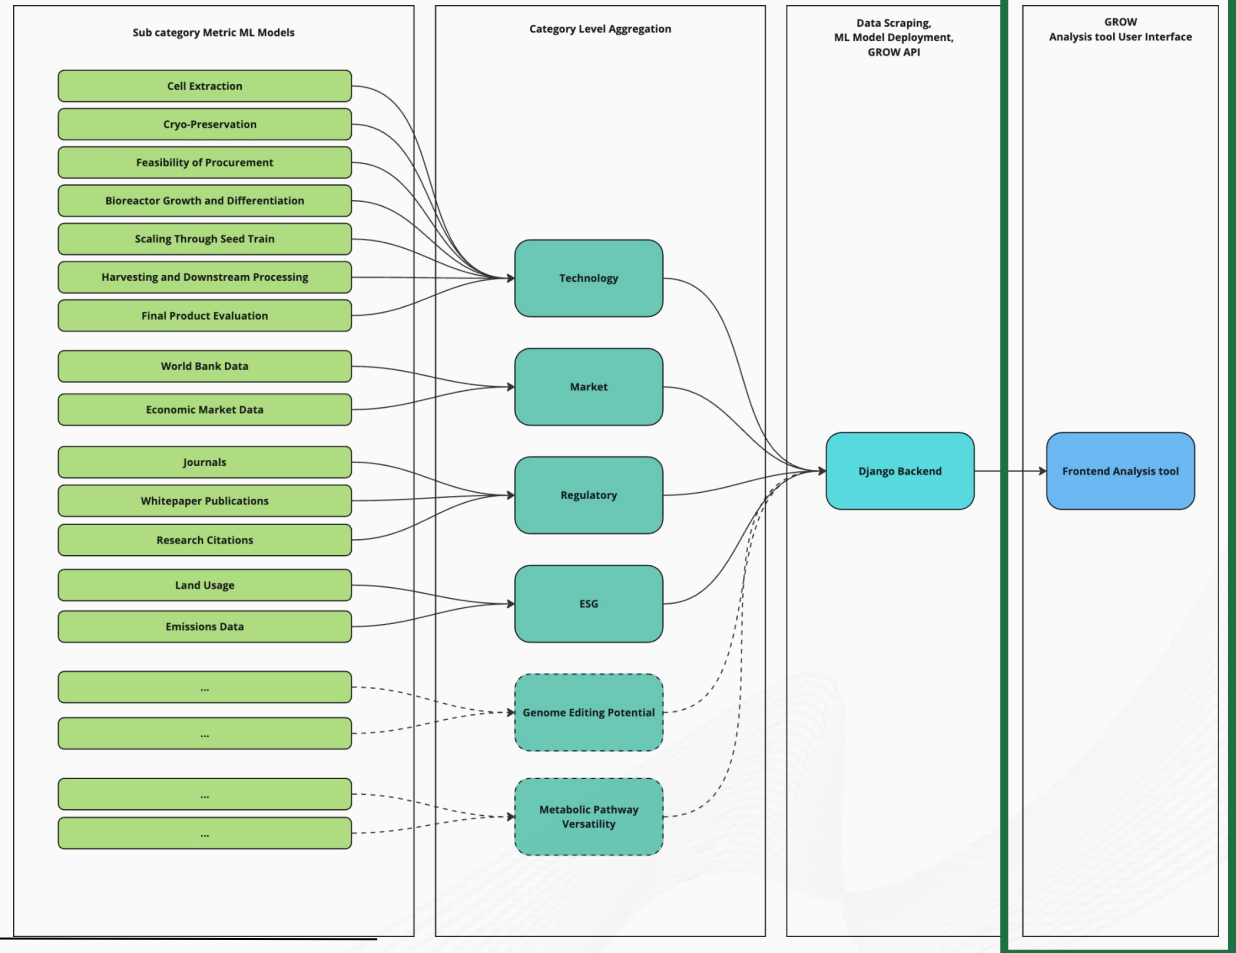 Sub category Metric ML Models
Cell Extraction
Cryo-Preservation
Feasibility of Procurement
Bioreactor Growth and Differentiation
Scaling Through Seed Train
Harvesting and Downstream Processing
Final Product Evaluation
World Bank Data
Economic Market Data
Journals
Whitepaper Publications
Research Citations
Land Usage
Emissions Data
...
...
...
...
Category Level Aggregation
Technology
Market
Regulatory
ESG
Genome Editing Potential
Metabolic Pathway
Versatility
Data Scraping,
ML Model Deployment,
GROW API
Django Backend
GROW
Analysis tool User Interface
Frontend Analysis tool